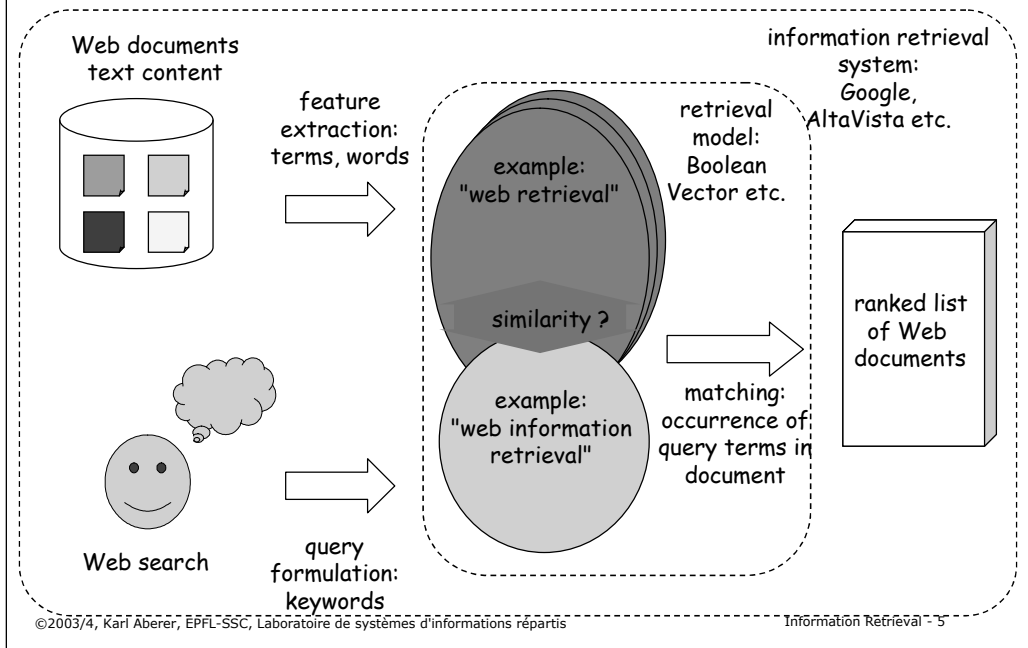 Web documents
text content
feature
extraction:
terms, words
example:
"web retrieval"
retrieval
model:
Boolean
Vector etc.
information retrieval
system:
Google,
AltaVista etc.
similarity ?
ranked list
of Web
documents
example:
"web information
retrieval"
matching:
occurrence of
query terms in
document
Web search
query
formulation:
keywords
©2003/4, Karl Aberer, EPFL-SSC, Laboratoire de systèmes d'informations répartis
Information Retrieval - 5